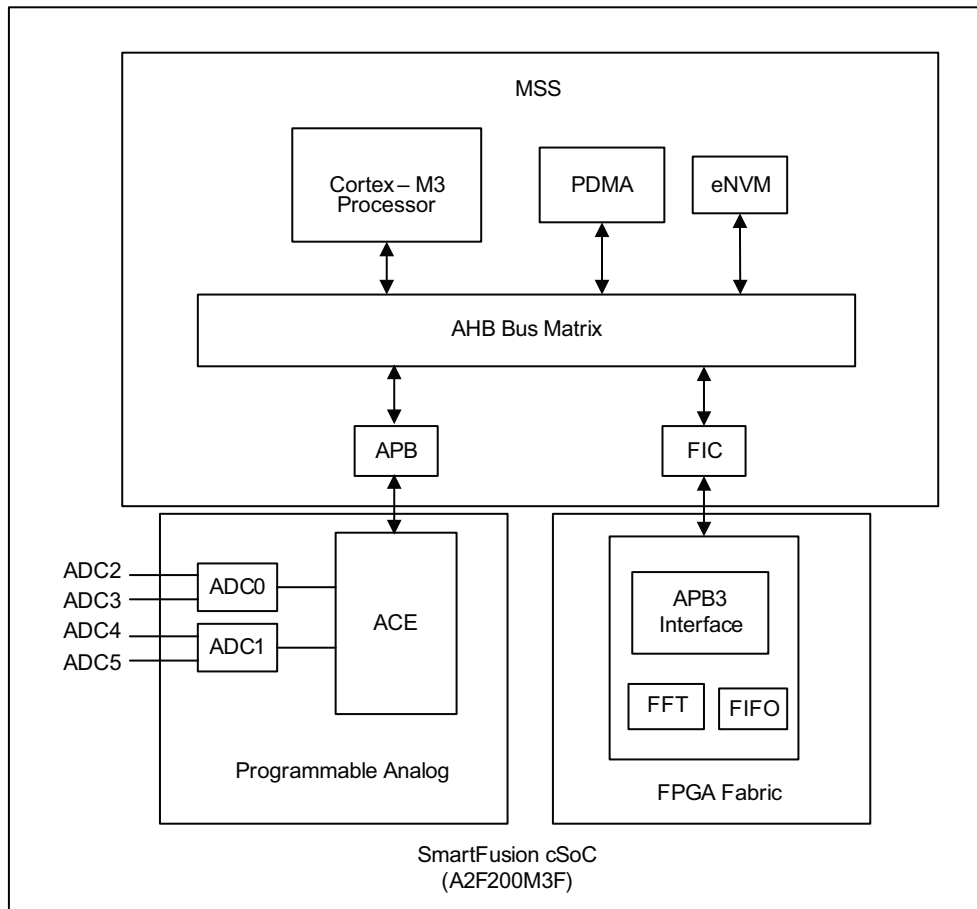 MSS
Cortex – M3
Processor
PDMA
eNVM
AHB Bus Matrix
APB
FIC
ADC2
ADC3
ADC4
ADC5
ADC0
ADC1
ACE
APB3
Interface
FFT
FIFO
Programmable Analog
FPGA Fabric
SmartFusion cSoC
(A2F200M3F)